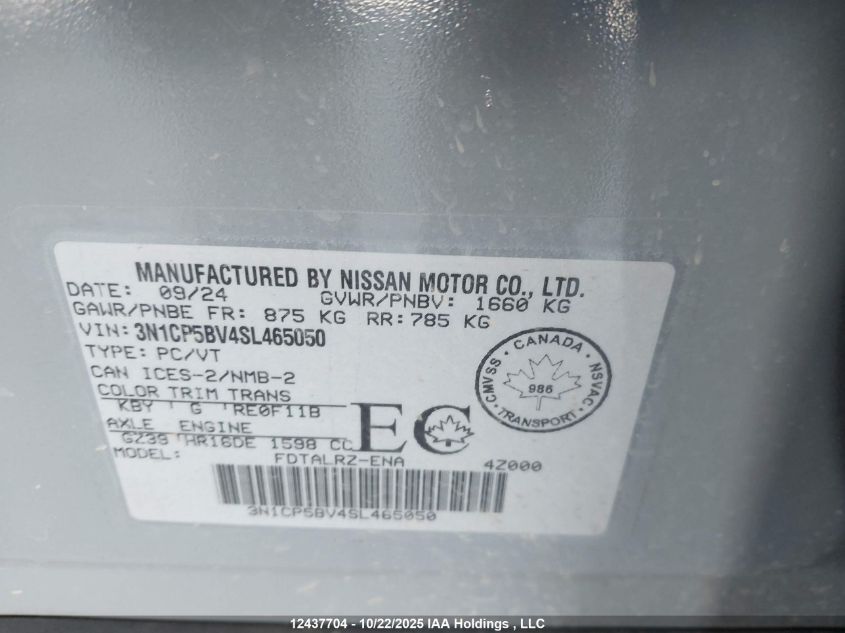 MANUFACTURED BY NISSAN MOTOR CO., LTD.
DATE: 09/24 GVWR/PNBV: 1660 KG
GAWR/PNBE FR: 875 KG RR:785 KG
VIN: 3N1CP5BV4SL465050
TYPE: PC/VT
CAN ICES-2/NMB-2
COLOR TRIM TRANS
KBY G RE0F11B
AXLE ENGINE
GZ39 HR16DE 1598 CC
MODEL: FDTALRZ-ENA 4Z000
EC
CANADA
CMVSS 986 NSVAC
TRANSPORT
3N1CP5BV4SL465050
12437704 - 10/22/2025 IAA Holdings , LLC